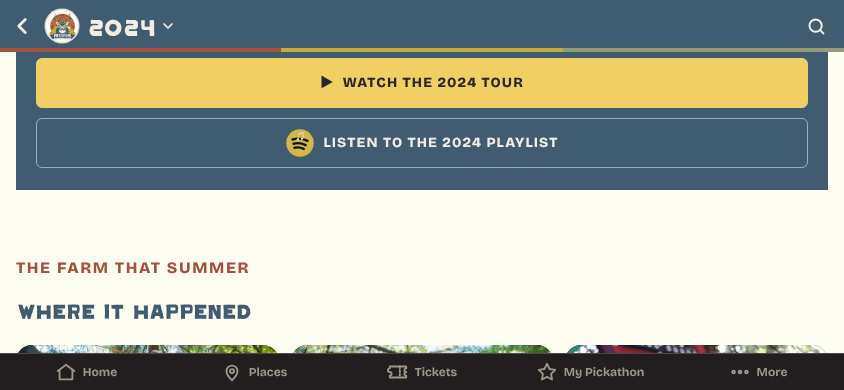 2024
WATCH THE 2024 TOUR
LISTEN TO THE 2024 PLAYLIST
THE FARM THAT SUMMER
WHERE IT HAPPENED
Home
Places
Tickets
My Pickathon
More